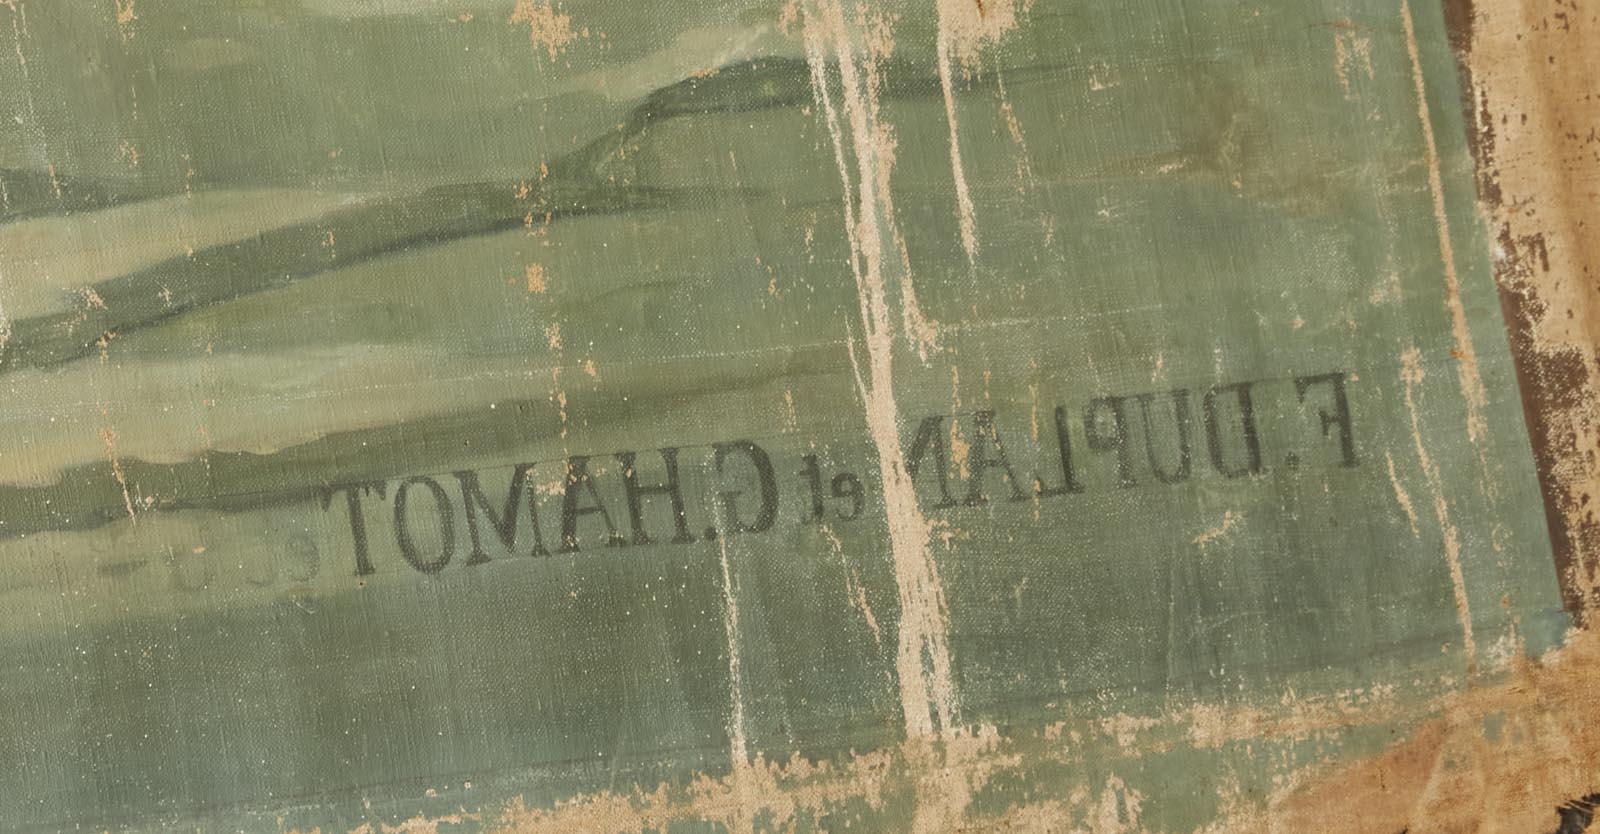 F. DUPLAN et G.HAMOT